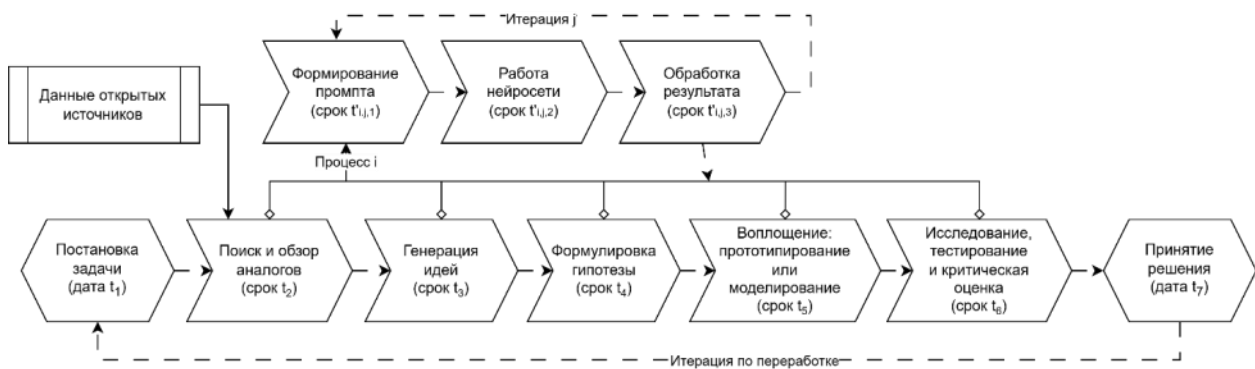 Итерация j
Формирование
промпта
(срок t'i,j,1)
Работа
нейросети
(срок t'i,j,2)
Обработка
результата
(срок t'i,j,3)
Данные открытых
источников
Процесс i
Постановка
задачи
(дата t1)
Поиск и обзор
аналогов
(срок t2)
Генерация
идей
(срок t3)
Формулировка
гипотезы
(срок t4)
Воплощение:
прототипирование
или
моделирование
(срок t5)
Исследование,
тестирование
и критическая
оценка
(срок t6)
Принятие
решения
(дата t7)
Итерация по переработке